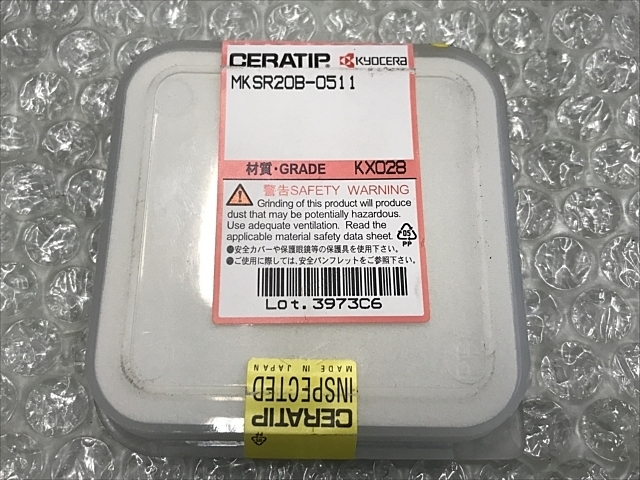 CERATIP KYOCERA
MKSR20B-0511
材質・GRADE KX028
警告SAFETY WARNING
Grinding of this product will produce
dust that may be potentially hazardous.
Use adequate ventilation. Read the
applicable material safety data sheet.
05
PP
●安全カバーや保護眼鏡等の保護具を使用下さい。
●ご使用に際しては、安全パンフレットをご参照下さい。
Lot.3973C6
CERATIP
INSPECTED
MADE IN JAPAN